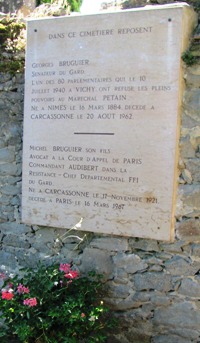 DANS CE CIMETIERE REPOSENT
GEORGES BRUGUIER
SENATEUR DU GARD
L'UN DES 80 PARLEMENTAIRES QUI LE 10
JUILLET 1940 A VICHY ONT REFUSE LES PLEINS
POUVOIRS AU MARECHAL PETAIN
NE A NIMES LE 16 MARS 1884 DECEDE A
CARCASSONNE LE 20 AOUT 1962
MICHEL BRUGUIER SON FILS
AVOCAT A LA COUR D'APPEL DE PARIS
COMMANDANT AUDIBERT DANS LA
RESISTANCE - CHEF DEPARTEMENTAL FFI
DU GARD
NE A CARCASSONNE LE 17 NOVEMBRE 1921
DECEDE A PARIS LE 16 MARS 1967